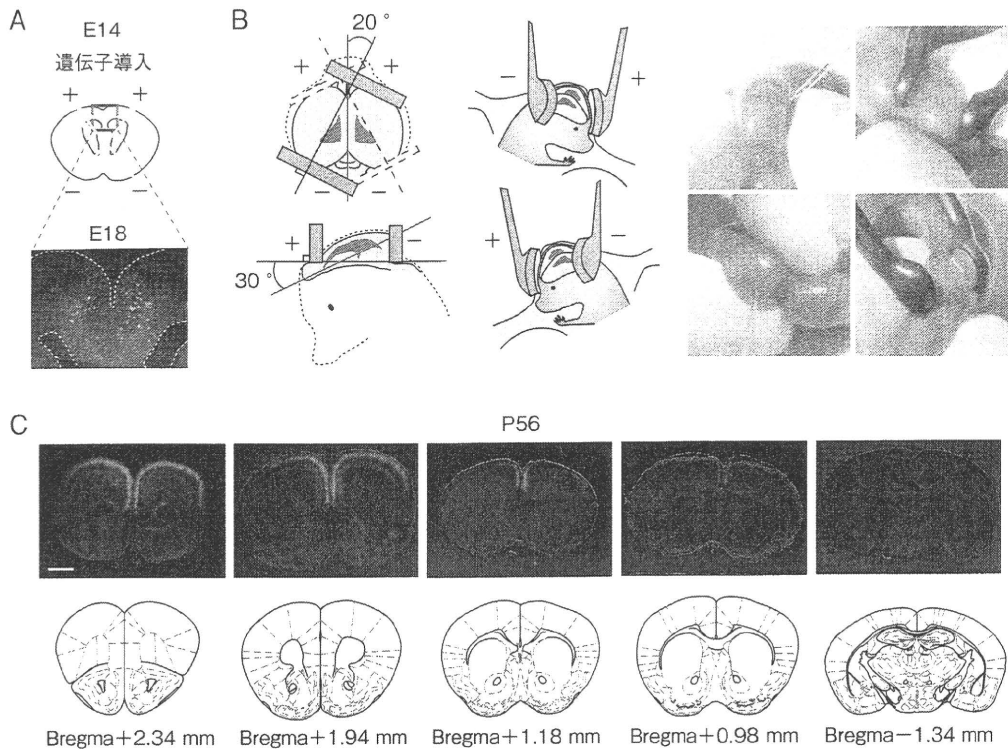 A
E14
遺伝子導入
+ +
− −
E18
B
20°
+ +
− −
− +
+ −
30°
+ −
C
P56
Bregma+2.34 mm
Bregma+1.94 mm
Bregma+1.18 mm
Bregma+0.98 mm
Bregma−1.34 mm